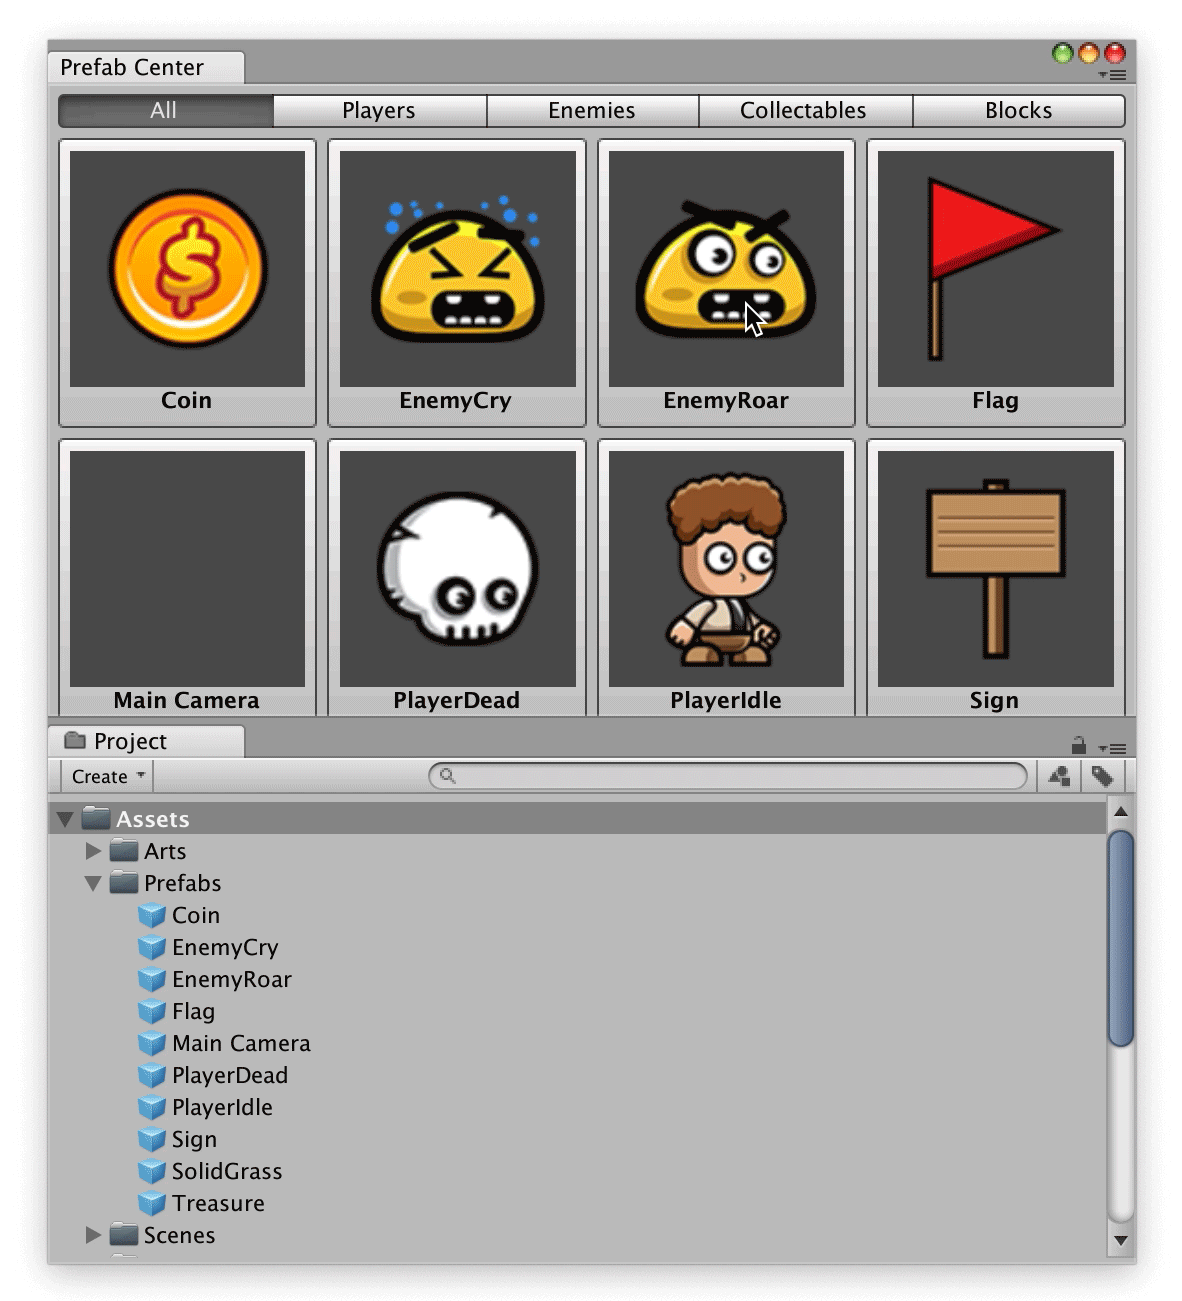 Prefab Center
All Players Enemies Collectables Blocks
Coin EnemyCry EnemyRoar Flag
Main Camera PlayerDead PlayerIdle Sign
Project
Create
Assets
Arts
Prefabs
Coin
EnemyCry
EnemyRoar
Flag
Main Camera
PlayerDead
PlayerIdle
Sign
SolidGrass
Treasure
Scenes